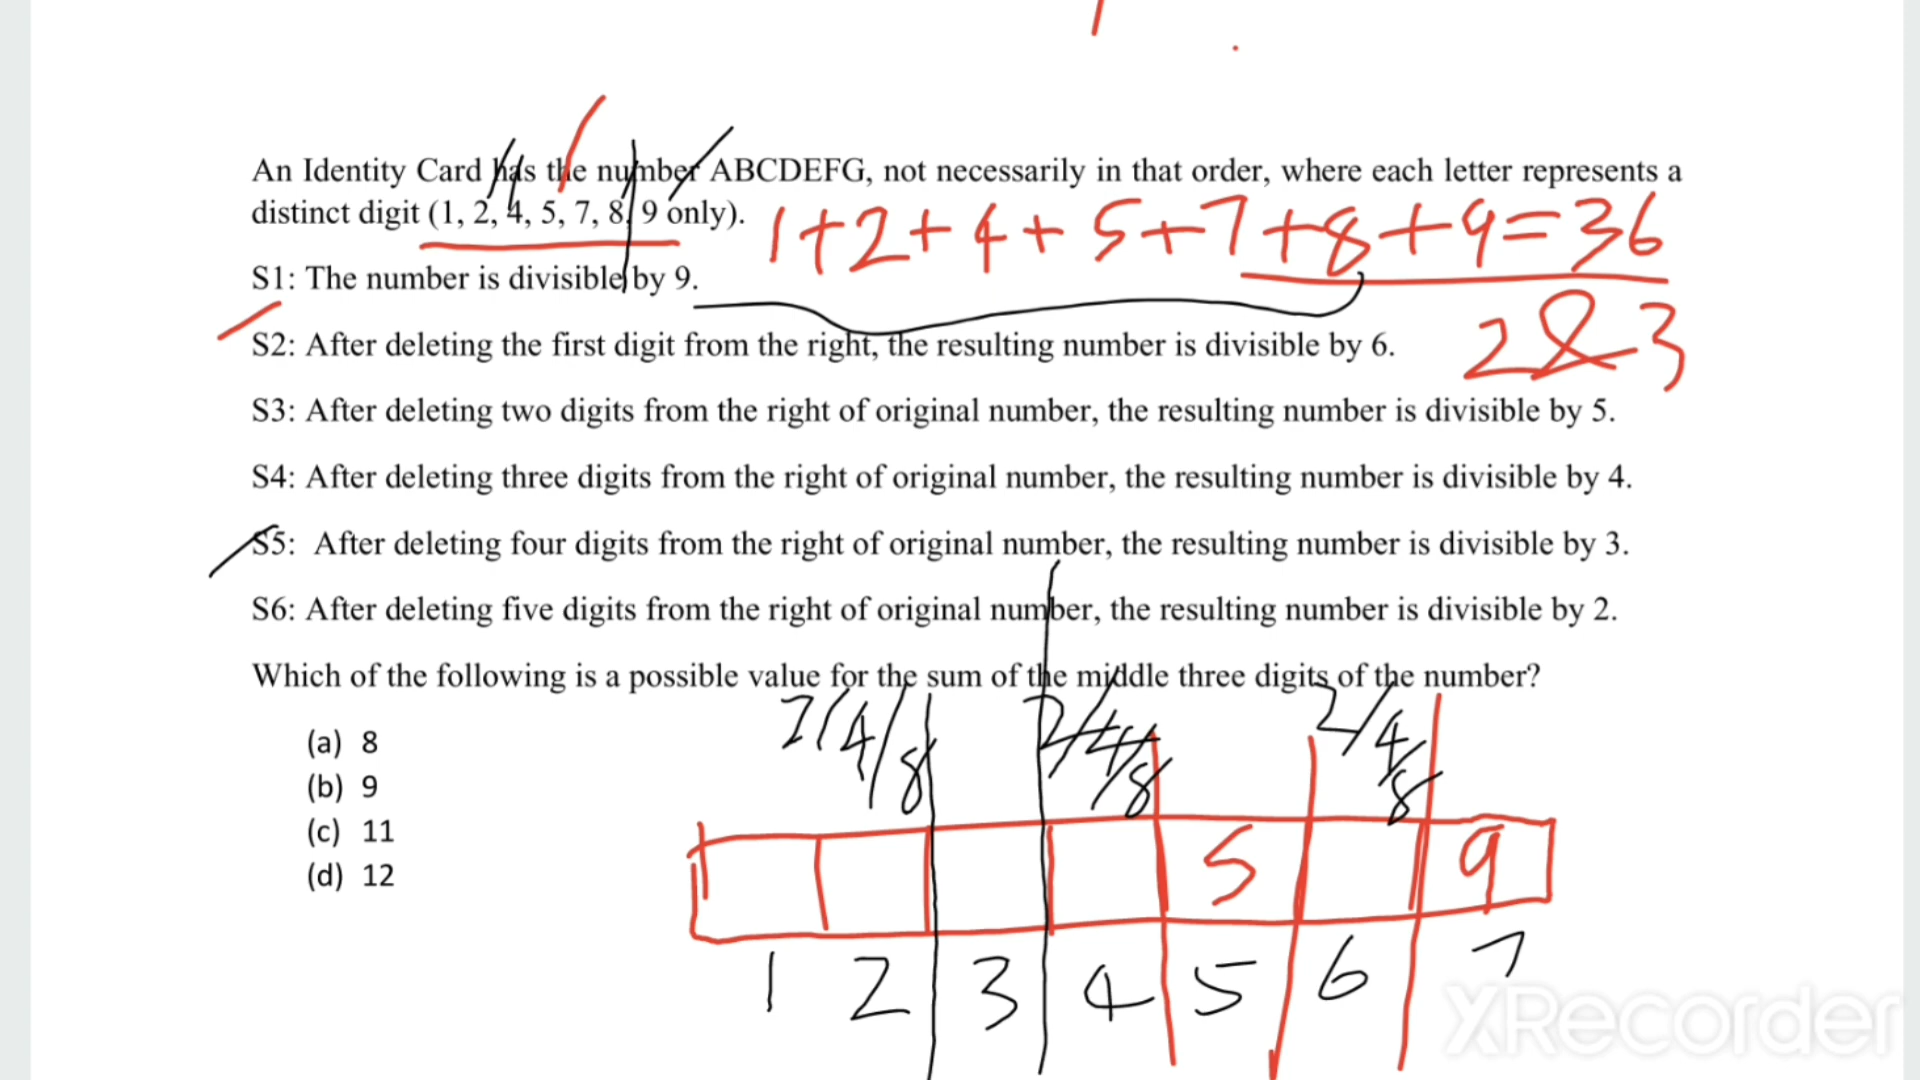 An Identity Card has the number ABCDEFG, not necessarily in that order, where each letter represents a
distinct digit (1, 2, 4, 5, 7, 8, 9 only).
1+2+4+5+7+8+9=36
S1: The number is divisible by 9.
2&3
S2: After deleting the first digit from the right, the resulting number is divisible by 6.
S3: After deleting two digits from the right of original number, the resulting number is divisible by 5.
S4: After deleting three digits from the right of original number, the resulting number is divisible by 4.
S5: After deleting four digits from the right of original number, the resulting number is divisible by 3.
S6: After deleting five digits from the right of original number, the resulting number is divisible by 2.
Which of the following is a possible value for the sum of the middle three digits of the number?
2/4/8 2/4/8 2/4/8
(a) 8
(b) 9
(c) 11
(d) 12
5 9
1 2 3 4 5 6 7
XRecorder